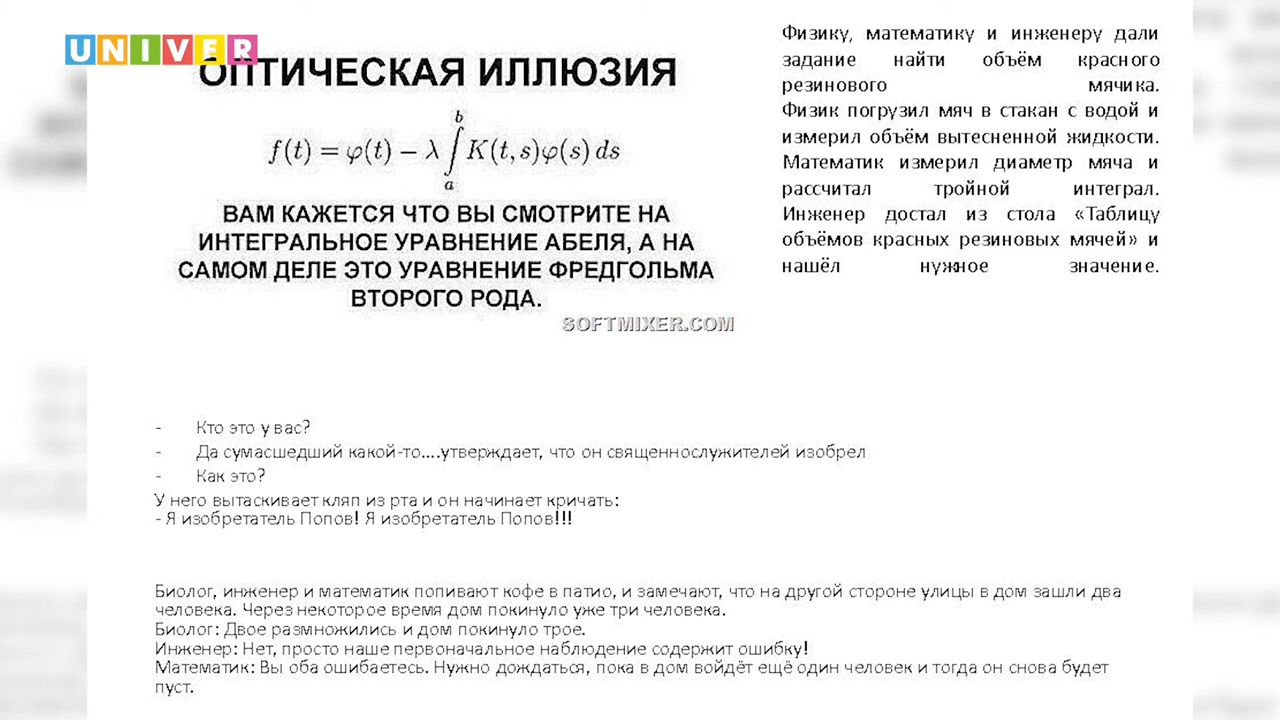 UNIVER
ОПТИЧЕСКАЯ ИЛЛЮЗИЯ
f(t) = φ(t) − λ ∫ₐᵇ K(t, s)φ(s) ds
ВАМ КАЖЕТСЯ ЧТО ВЫ СМОТРИТЕ НА
ИНТЕГРАЛЬНОЕ УРАВНЕНИЕ АБЕЛЯ, А НА
САМОМ ДЕЛЕ ЭТО УРАВНЕНИЕ ФРЕДГОЛЬМА
ВТОРОГО РОДА.
SOFTMIXER.COM
Физику, математику и инженеру дали
задание найти объём красного
резинового мячика.
Физик погрузил мяч в стакан с водой и
измерил объём вытесненной жидкости.
Математик измерил диаметр мяча и
рассчитал тройной интеграл.
Инженер достал из стола «Таблицу
объёмов красных резиновых мячей» и
нашёл нужное значение.
- Кто это у вас?
- Да сумасшедший какой-то....утверждает, что он священнослужителей изобрел
- Как это?
У него вытаскивает кляп из рта и он начинает кричать:
- Я изобретатель Попов! Я изобретатель Попов!!!
Биолог, инженер и математик попивают кофе в патио, и замечают, что на другой стороне улицы в дом зашли два
человека. Через некоторое время дом покинуло уже три человека.
Биолог: Двое размножились и дом покинуло трое.
Инженер: Нет, просто наше первоначальное наблюдение содержит ошибку!
Математик: Вы оба ошибаетесь. Нужно дождаться, пока в дом войдёт ещё один человек и тогда он снова будет
пуст.